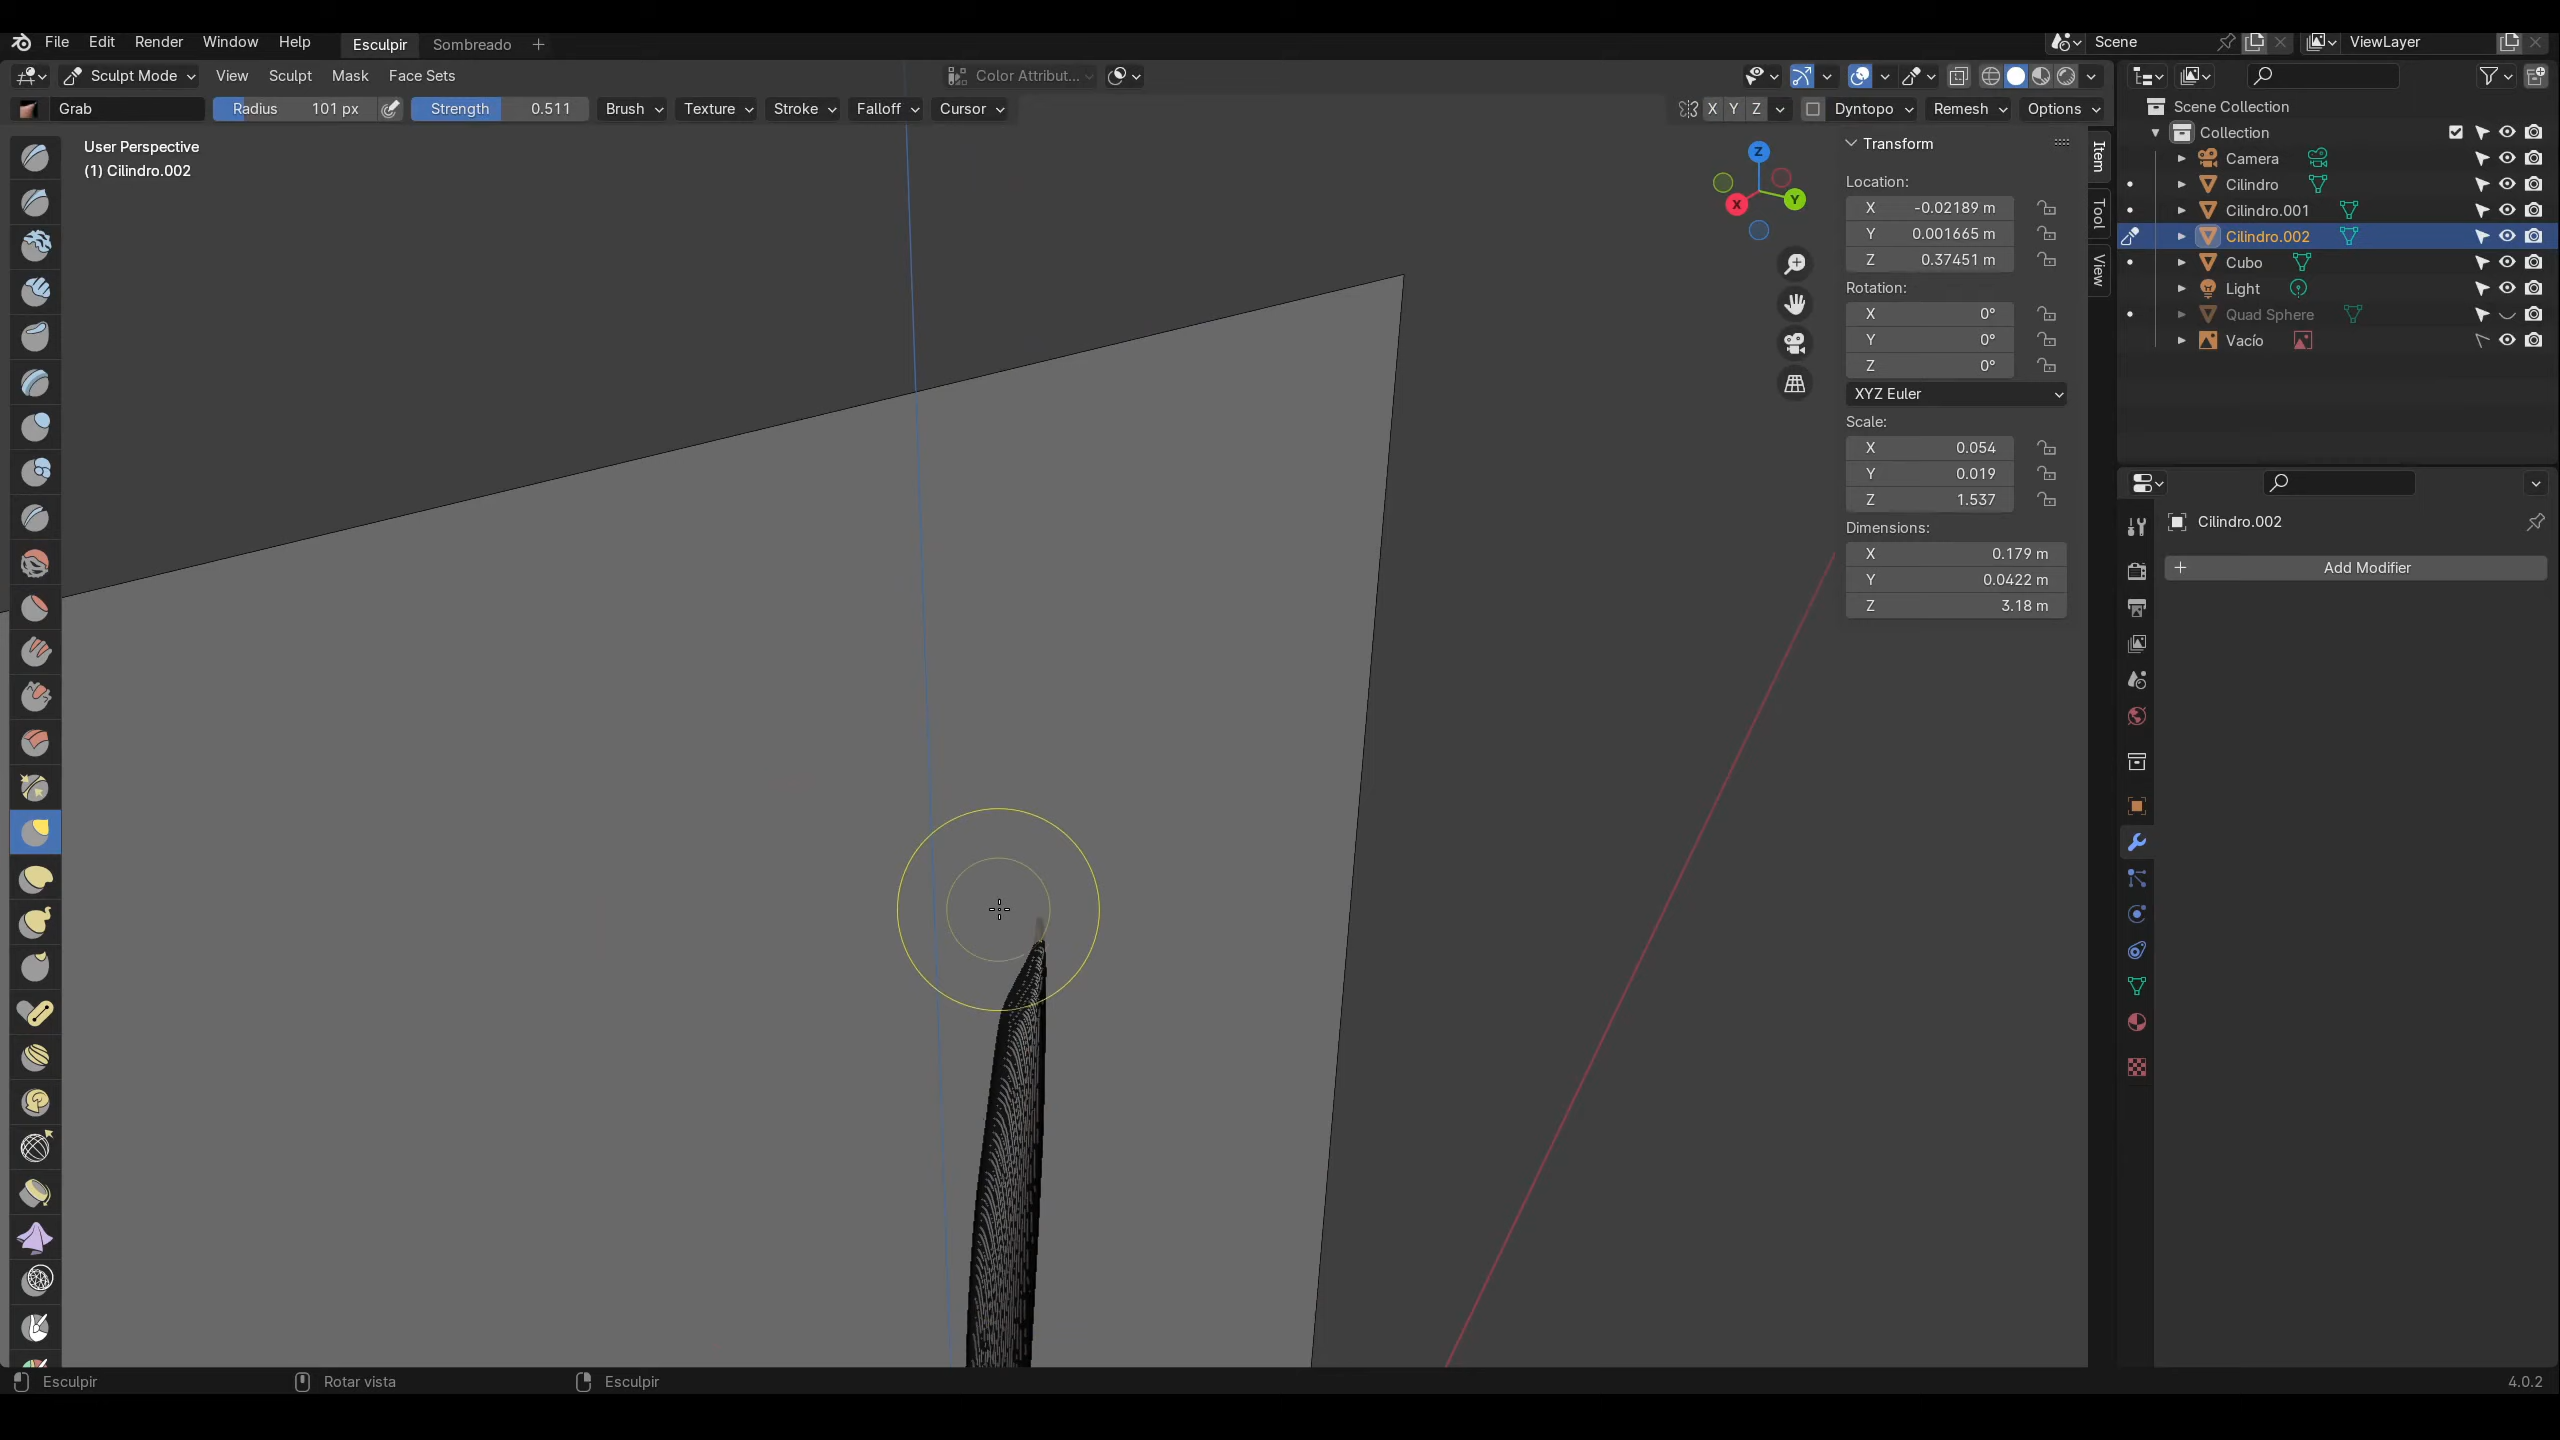 File Edit Render Window Help Esculpir Sombreado + Scene ViewLayer
Sculpt Mode View Sculpt Mask Face Sets Color Attribut...
Grab Radius 101 px Strength 0.511 Brush Texture Stroke Falloff Cursor X Y Z Dyntopo Remesh Options
User Perspective
(1) Cilindro.002
Z
X
Y
Transform
Location:
X -0.02189 m
Y 0.001665 m
Z 0.37451 m
Rotation:
X 0°
Y 0°
Z 0°
XYZ Euler
Scale:
X 0.054
Y 0.019
Z 1.537
Dimensions:
X 0.179 m
Y 0.0422 m
Z 3.18 m
Item
Tool
View
Scene Collection
Collection
Camera
Cilindro
Cilindro.001
Cilindro.002
Cubo
Light
Quad Sphere
Vacío
Cilindro.002
+ Add Modifier
Esculpir Rotar vista Esculpir 4.0.2